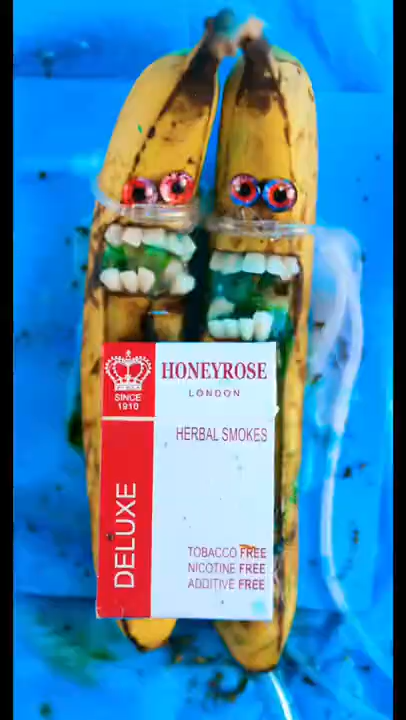 SINCE
1910
HONEYROSE
LONDON
HERBAL SMOKES
DELUXE
TOBACCO FREE
NICOTINE FREE
ADDITIVE FREE